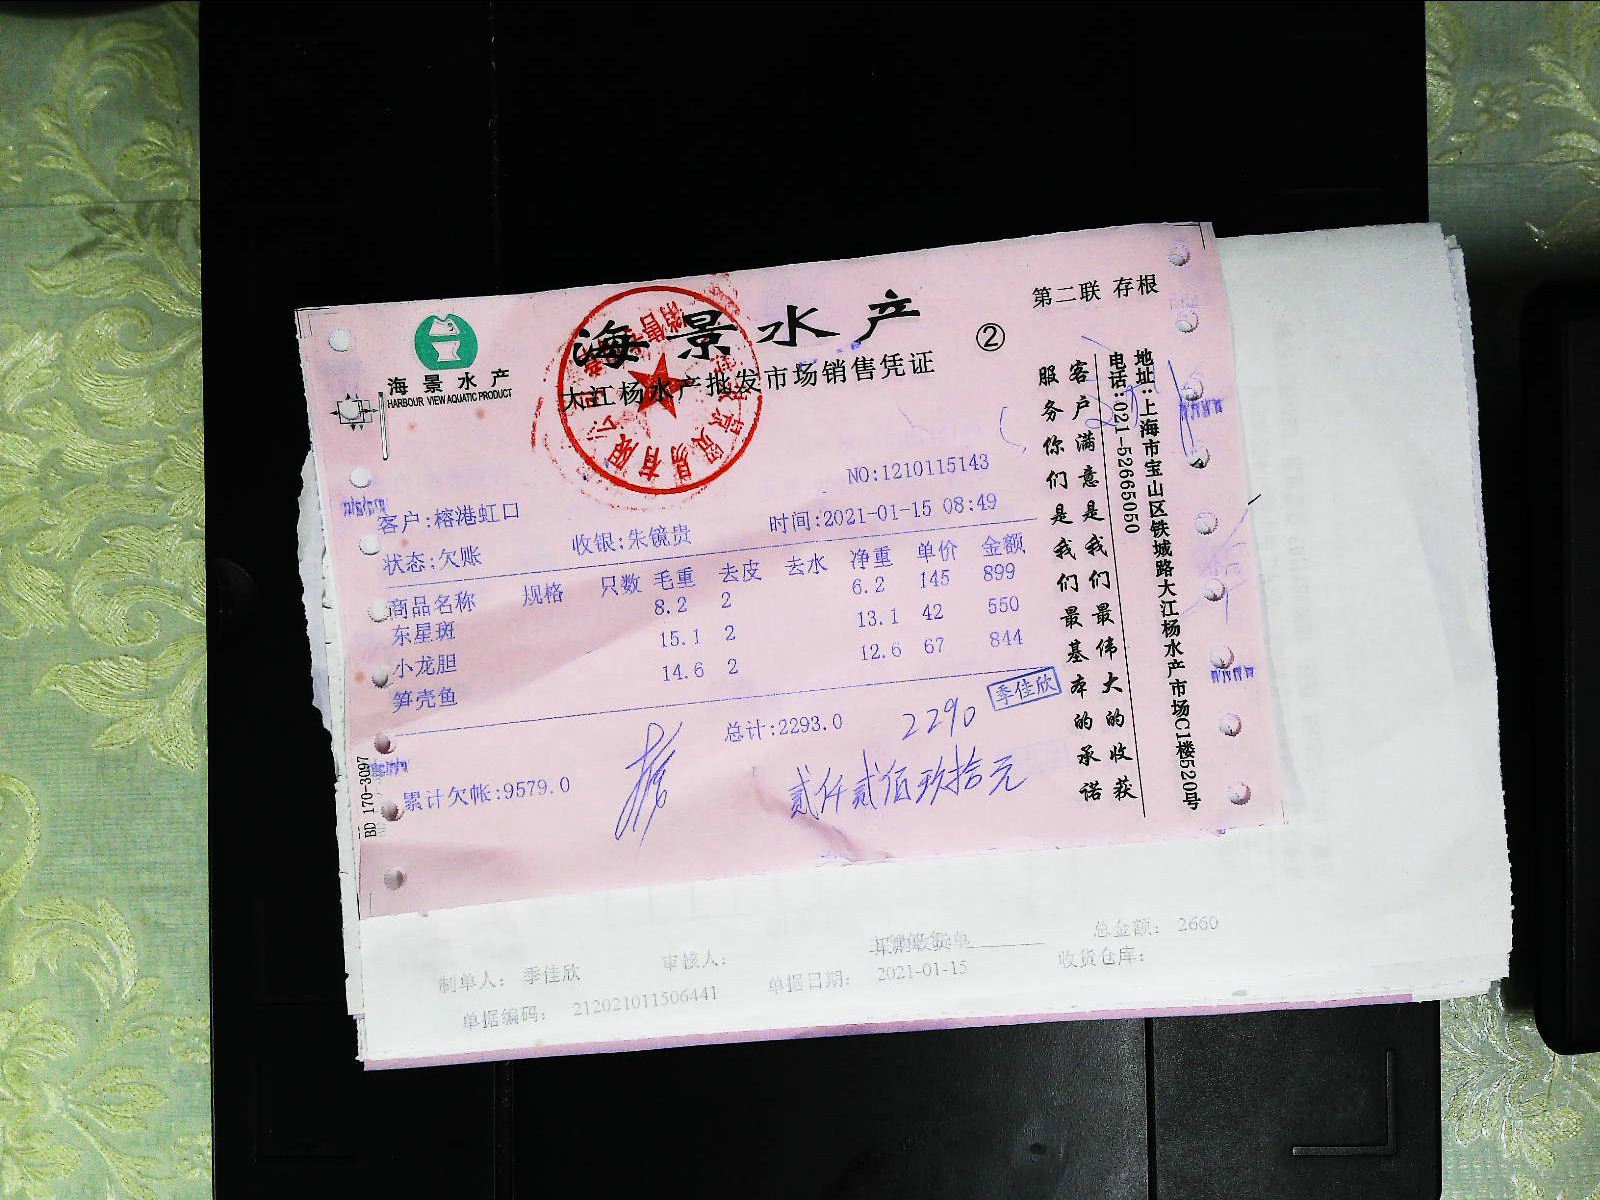 第二联 存根
海景水产
②
大江杨水产批发市场销售凭证
海景水产
HARBOUR VIEW AQUATIC PRODUCT
NO:1210115143
客户:榕港虹口
时间:2021-01-15 08:49
状态:欠账 收银:朱镜贵
商品名称 规格 只数 毛重 去皮 去水 净重 单价 金额
东星斑 8.2 2 6.2 145 899
小龙胆 15.1 2 13.1 42 550
笋壳鱼 14.6 2 12.6 67 844
总计:2293.0
2290
季佳欣
累计欠帐:9579.0
贰仟贰佰玖拾元
BD 170-3097
地址:上海市宝山区铁城路大江杨水产市场C1楼520号
电话:021-52665050
客户满意是我们最伟大的收获
服务你们是我们最基本的承诺
总金额: 2660
制单人: 季佳欣 审核人:
采购收货单
单据编码: 212021011506441 单据日期: 2021-01-15 收货仓库: